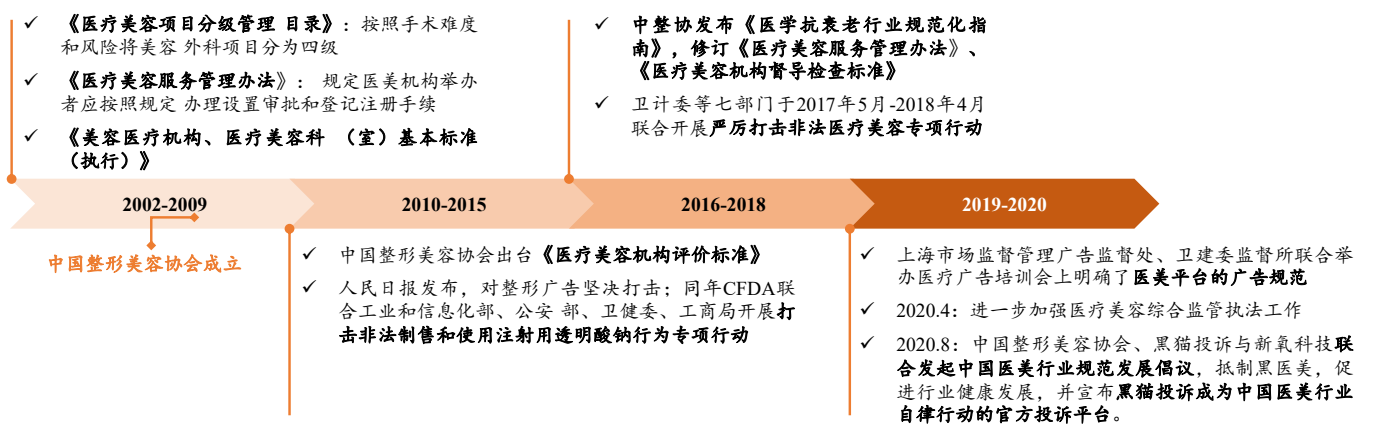 ✓ 《医疗美容项目分级管理 目录》：按照手术难度
和风险将美容 外科项目分为四级
✓ 《医疗美容服务管理办法》： 规定医美机构举办
者应按照规定 办理设置审批和登记注册手续
✓ 《美容医疗机构、医疗美容科 （室）基本标准
（执行）》
✓ 中整协发布《医学抗衰老行业规范化指
南》，修订《医疗美容服务管理办法》、
《医疗美容机构督导检查标准》
✓ 卫计委等七部门于2017年5月-2018年4月
联合开展严厉打击非法医疗美容专项行动
2002-2009
2010-2015
2016-2018
2019-2020
中国整形美容协会成立
✓ 中国整形美容协会出台《医疗美容机构评价标准》
✓ 人民日报发布，对整形广告坚决打击；同年CFDA联
合工业和信息化部、公安 部、卫健委、工商局开展打
击非法制售和使用注射用透明酸钠行为专项行动
✓ 上海市场监督管理广告监督处、卫建委监督所联合举
办医疗广告培训会上明确了医美平台的广告规范
✓ 2020.4：进一步加强医疗美容综合监管执法工作
✓ 2020.8：中国整形美容协会、黑猫投诉与新氧科技联
合发起中国医美行业规范发展倡议，抵制黑医美，促
进行业健康发展，并宣布黑猫投诉成为中国医美行业
自律行动的官方投诉平台。